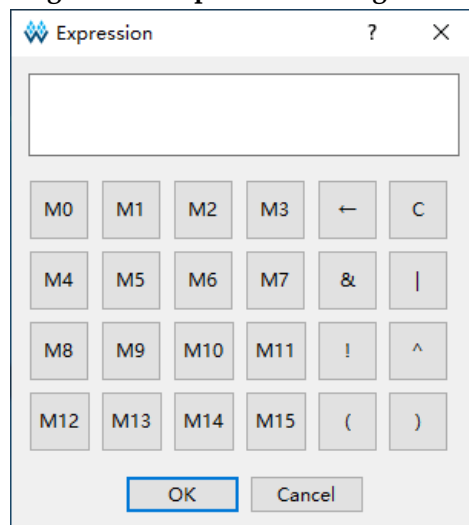 Expression ? ×
M0 M1 M2 M3 ← C
M4 M5 M6 M7 & |
M8 M9 M10 M11 ! ^
M12 M13 M14 M15 ( )
OK Cancel